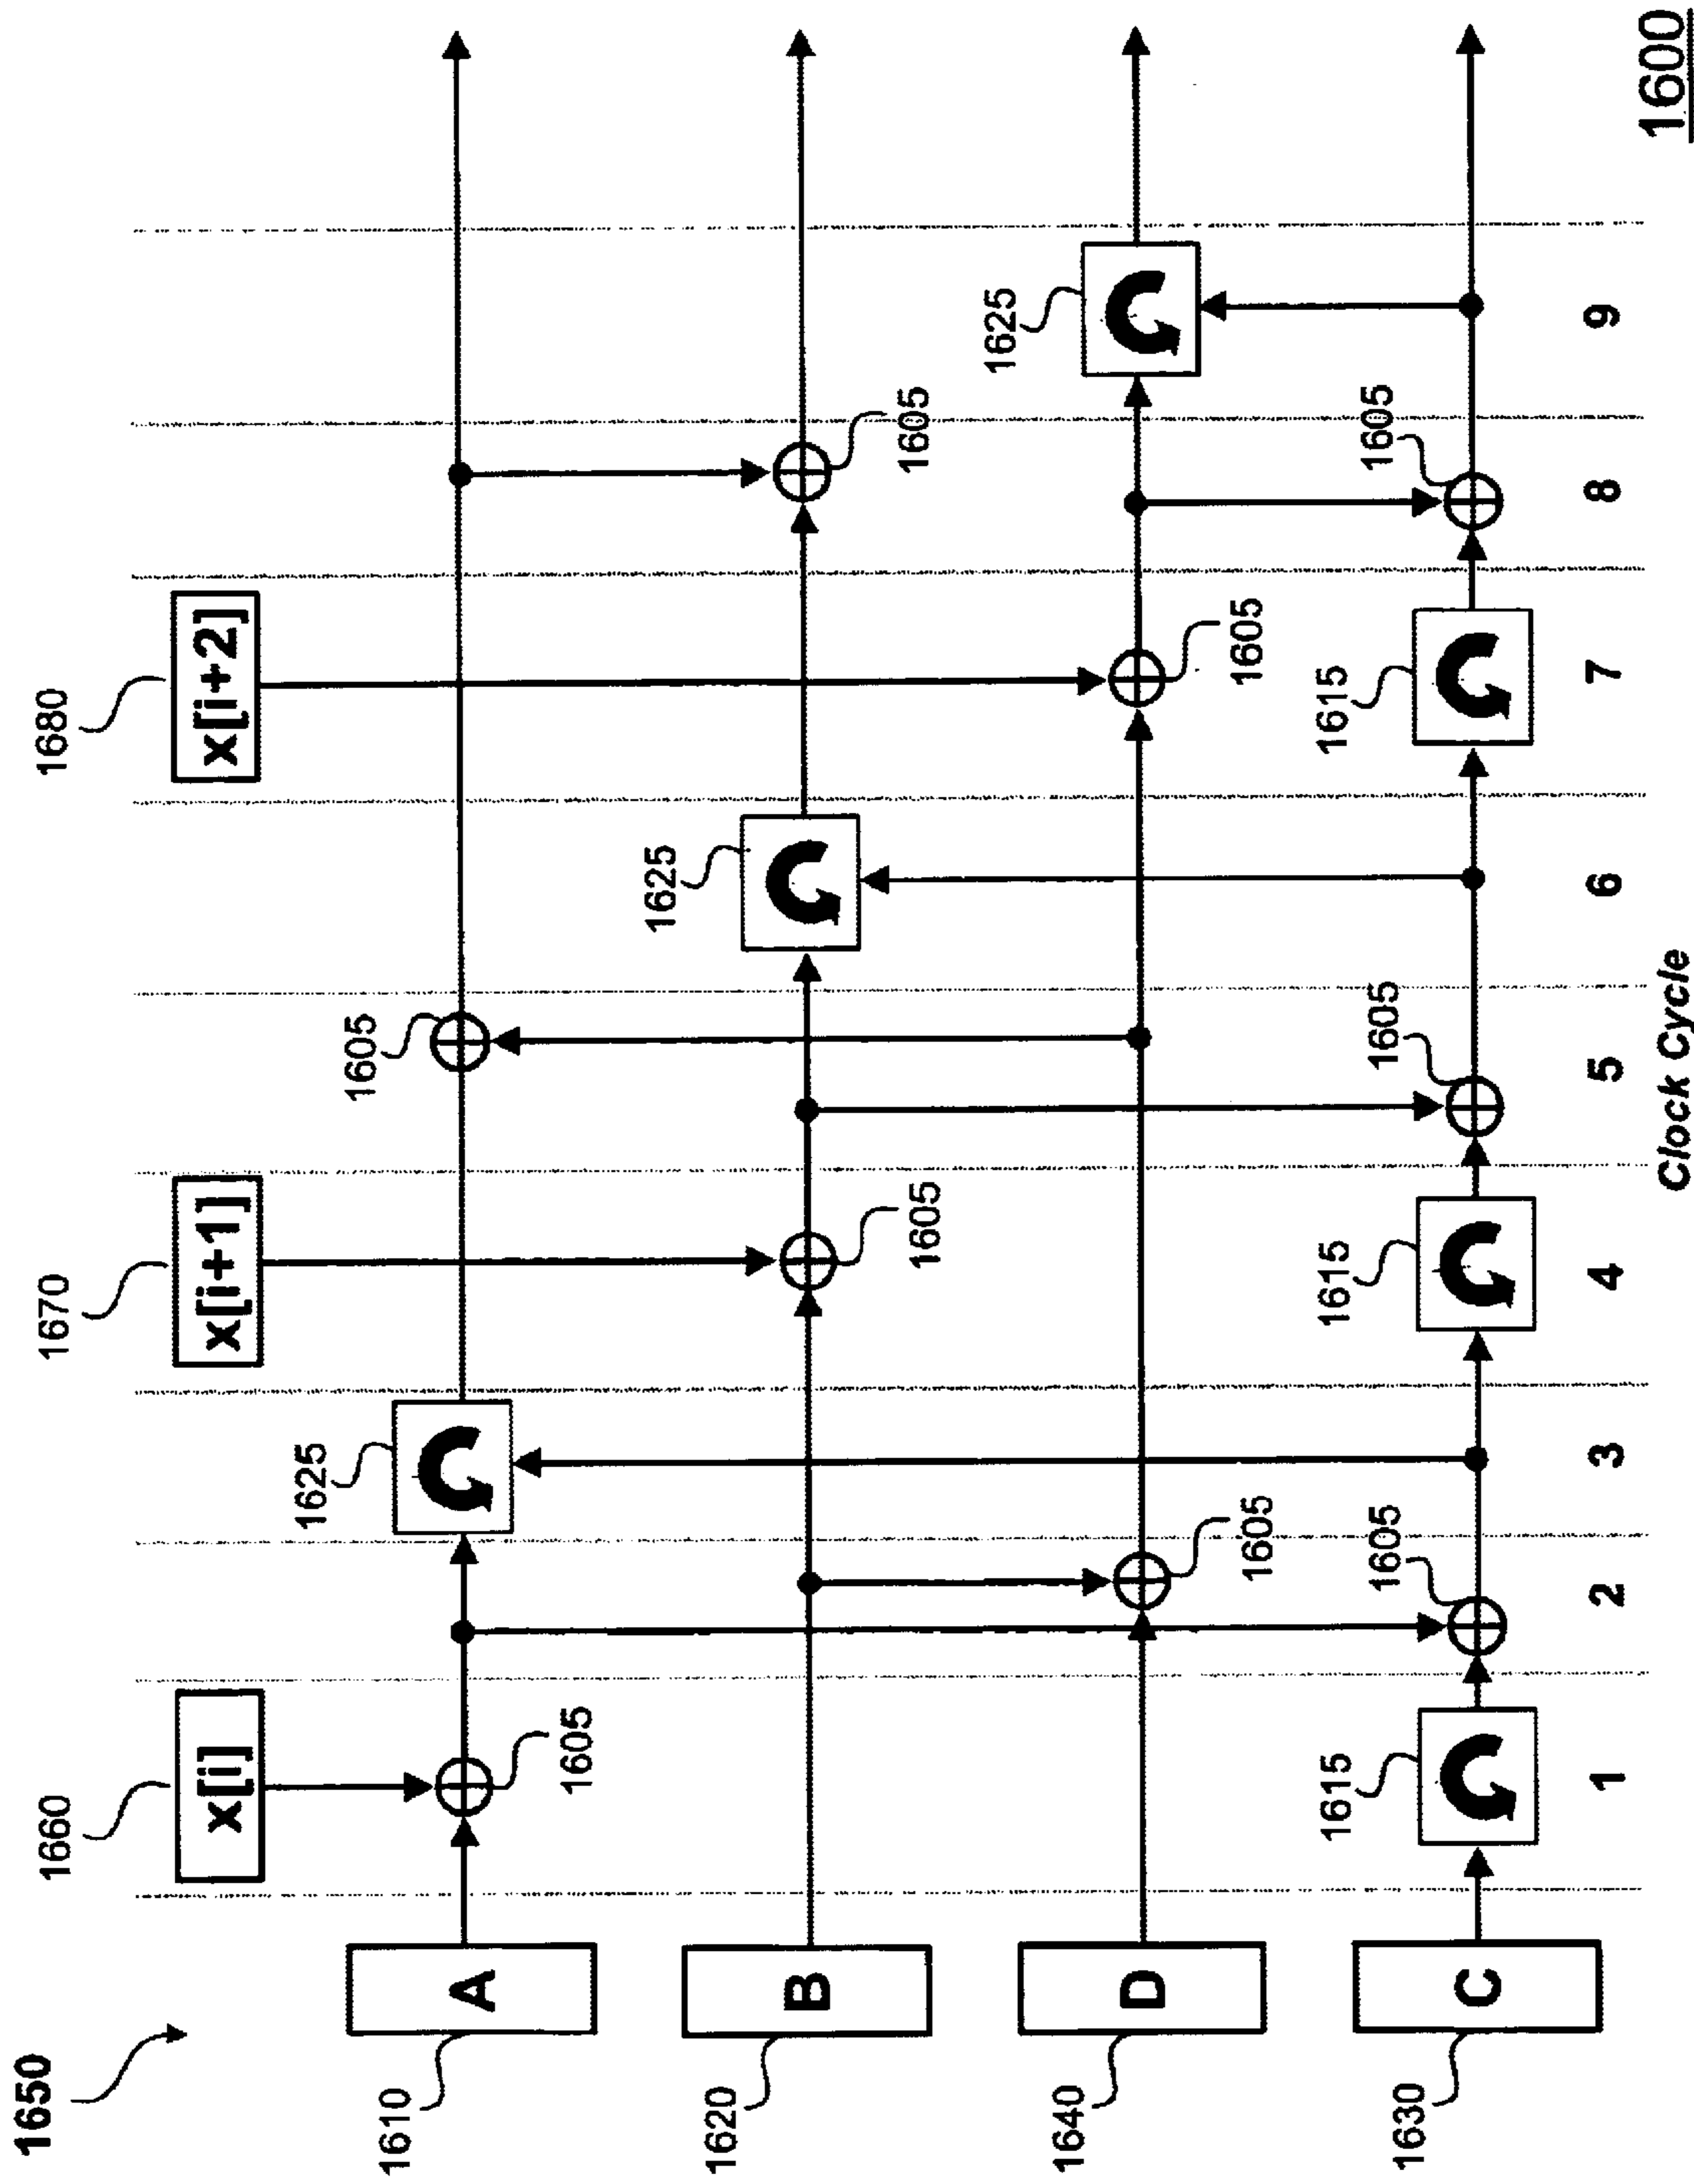 1650 1660 1670 1680
x[i] x[i+1] x[i+2]
1625 1605
1610
A
1605
1625
1620
B
1605 1605
1625
1640
D
1605 1605
1615 1615 1615
1605 1605 1605
1630
C
1 2 3 4 5 6 7 8 9
Clock Cycle
1600